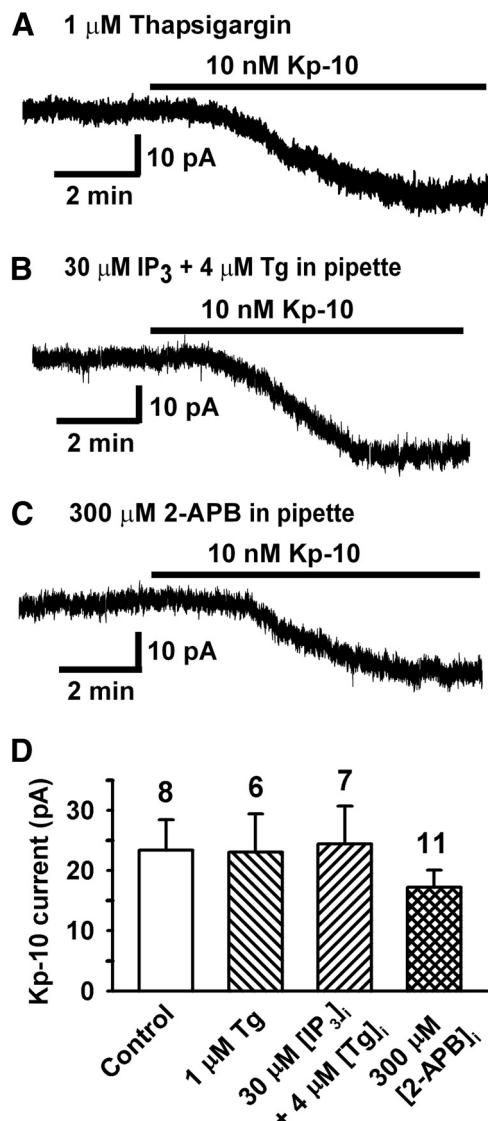 A 1 μM Thapsigargin
10 nM Kp-10
10 pA
2 min
B 30 μM IP₃ + 4 μM Tg in pipette
10 nM Kp-10
10 pA
2 min
C 300 μM 2-APB in pipette
10 nM Kp-10
10 pA
2 min
D
Kp-10 current (pA)
30
20
10
0
8
6
7
11
Control
1 μM Tg
30 μM [IP₃]ᵢ
+ 4 μM [Tg]ᵢ
300 μM
[2-APB]ᵢ